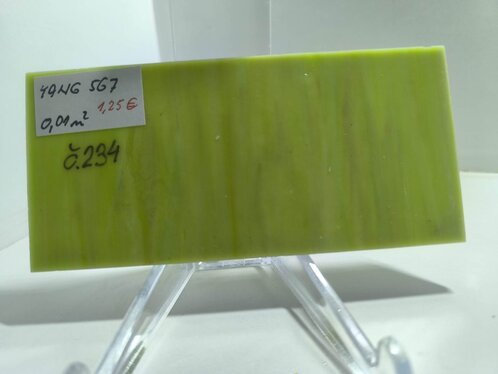 YANG 567
0,01m² 1,25€
č.234